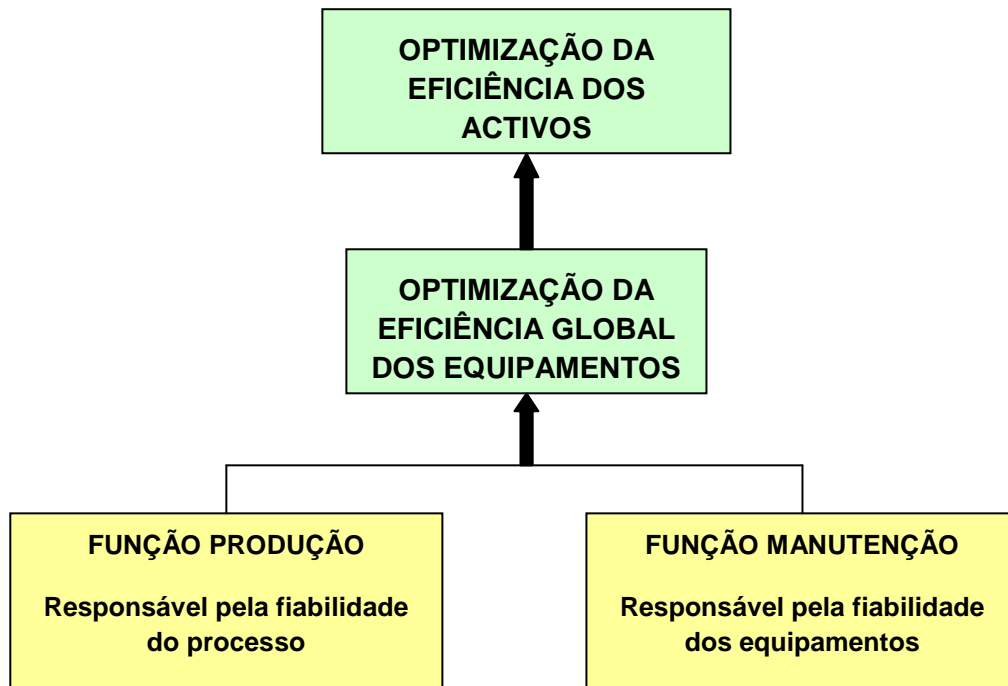 OPTIMIZAÇÃO DA
EFICIÊNCIA DOS
ACTIVOS
OPTIMIZAÇÃO DA
EFICIÊNCIA GLOBAL
DOS EQUIPAMENTOS
FUNÇÃO PRODUÇÃO
Responsável pela fiabilidade
do processo
FUNÇÃO MANUTENÇÃO
Responsável pela fiabilidade
dos equipamentos